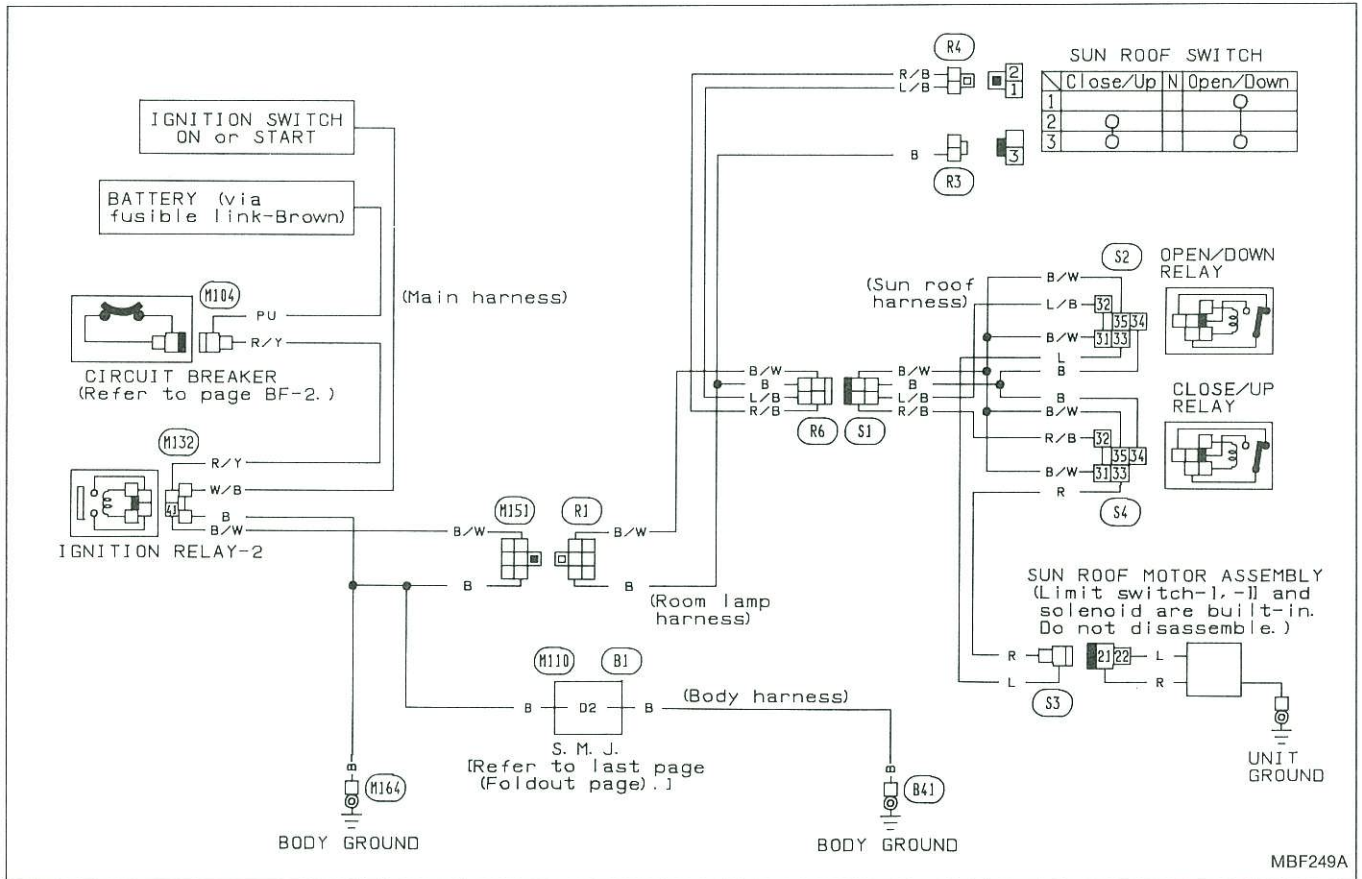 R4
SUN ROOF SWITCH
Close/Up N Open/Down
1
2
3
R/B
L/B
2
1
B
3
R3
IGNITION SWITCH
ON or START
BATTERY (via
fusible link-Brown)
M104
(Main harness)
PU
R/Y
CIRCUIT BREAKER
(Refer to page BF-2.)
M132
R/Y
W/B
41
B
B/W
IGNITION RELAY-2
(Sun roof
harness)
S2
OPEN/DOWN
RELAY
B/W
L/B
32
35 34
B/W
31 33
L
B
B/W
B
L/B
R/B
R6
S1
B/W
B
L/B
R/B
CLOSE/UP
RELAY
B
B/W
R/B
32
35 34
B/W
31 33
R
S4
B/W
M151
R1
B/W
B
B
(Room lamp
harness)
SUN ROOF MOTOR ASSEMBLY
(Limit switch-I, -II and
solenoid are built-in.
Do not disassemble.)
R
21 22
L
L
R
S3
UNIT
GROUND
M110
B1
B
D2
B
(Body harness)
S. M. J.
[Refer to last page
(Foldout page).]
B
M164
BODY GROUND
B
B41
BODY GROUND
MBF249A